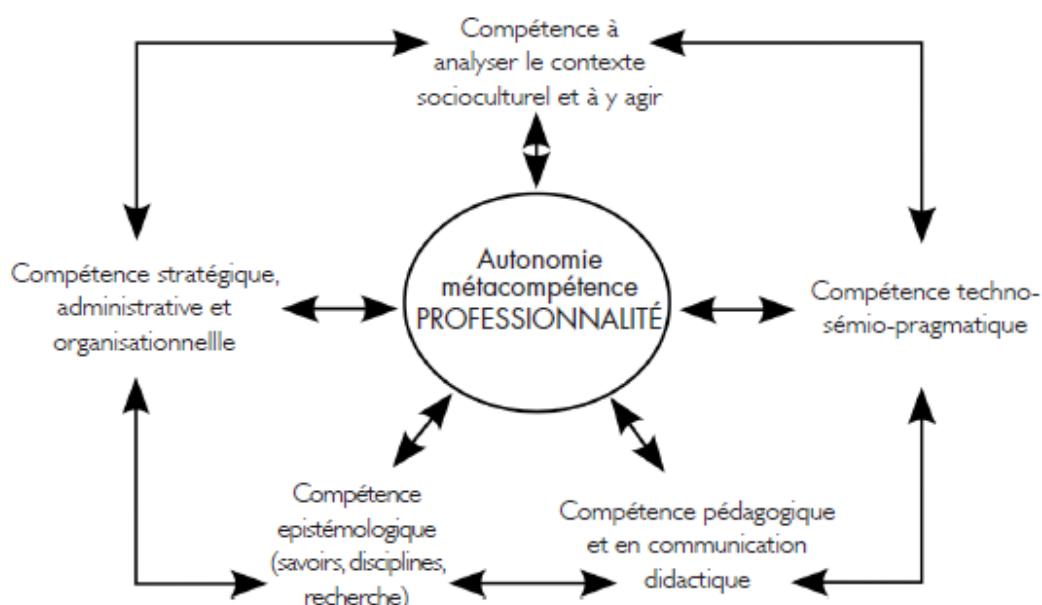 Compétence à
analyser le contexte
socioculturel et à y agir
Autonomie
métacompétence
PROFESSIONNALITÉ
Compétence stratégique,
administrative et
organisationnellle
Compétence techno-
sémio-pragmatique
Compétence
epistémologique
(savoirs, disciplines,
recherche)
Compétence pédagogique
et en communication
didactique